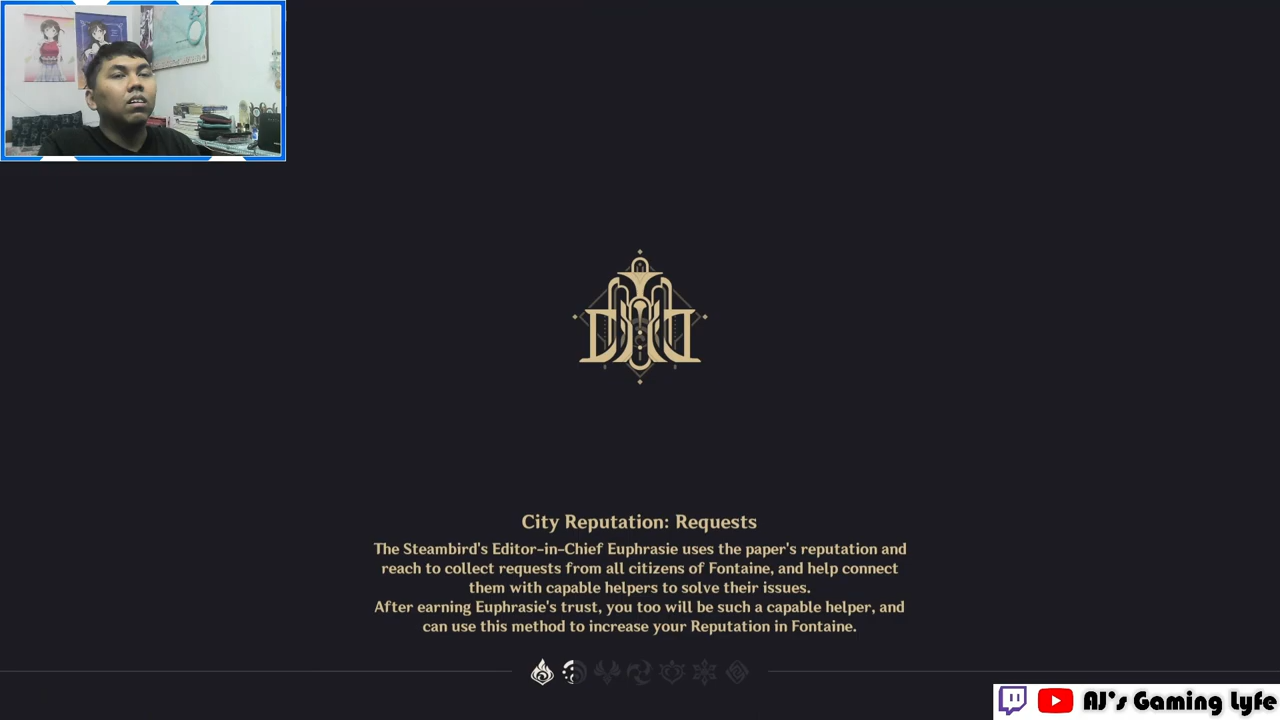 City Reputation: Requests
The Steambird's Editor-in-Chief Euphrasie uses the paper's reputation and
reach to collect requests from all citizens of Fontaine, and help connect
them with capable helpers to solve their issues.
After earning Euphrasie's trust, you too will be such a capable helper, and
can use this method to increase your Reputation in Fontaine.
AJ's Gaming Lyfe